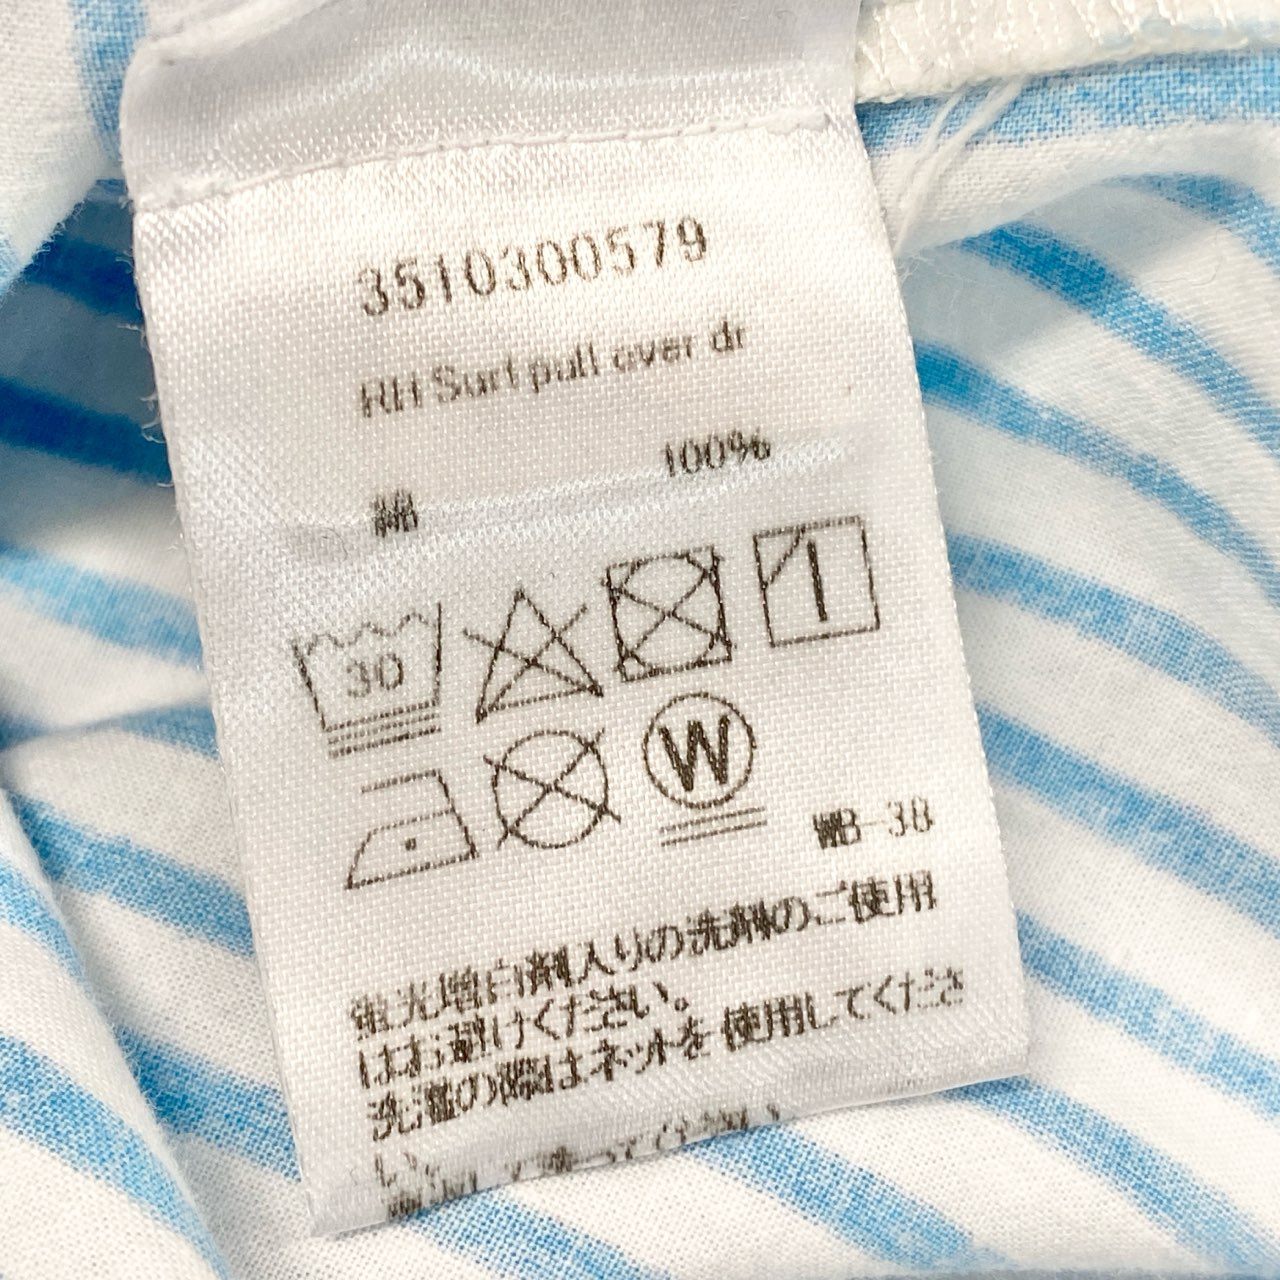 3510300579
RH Surf pull over dr
綿 100%
30
W
WB-38
蛍光増白剤入りの洗剤のご使用
はお避けください。
洗濯の際はネットを使用してくださ
い。